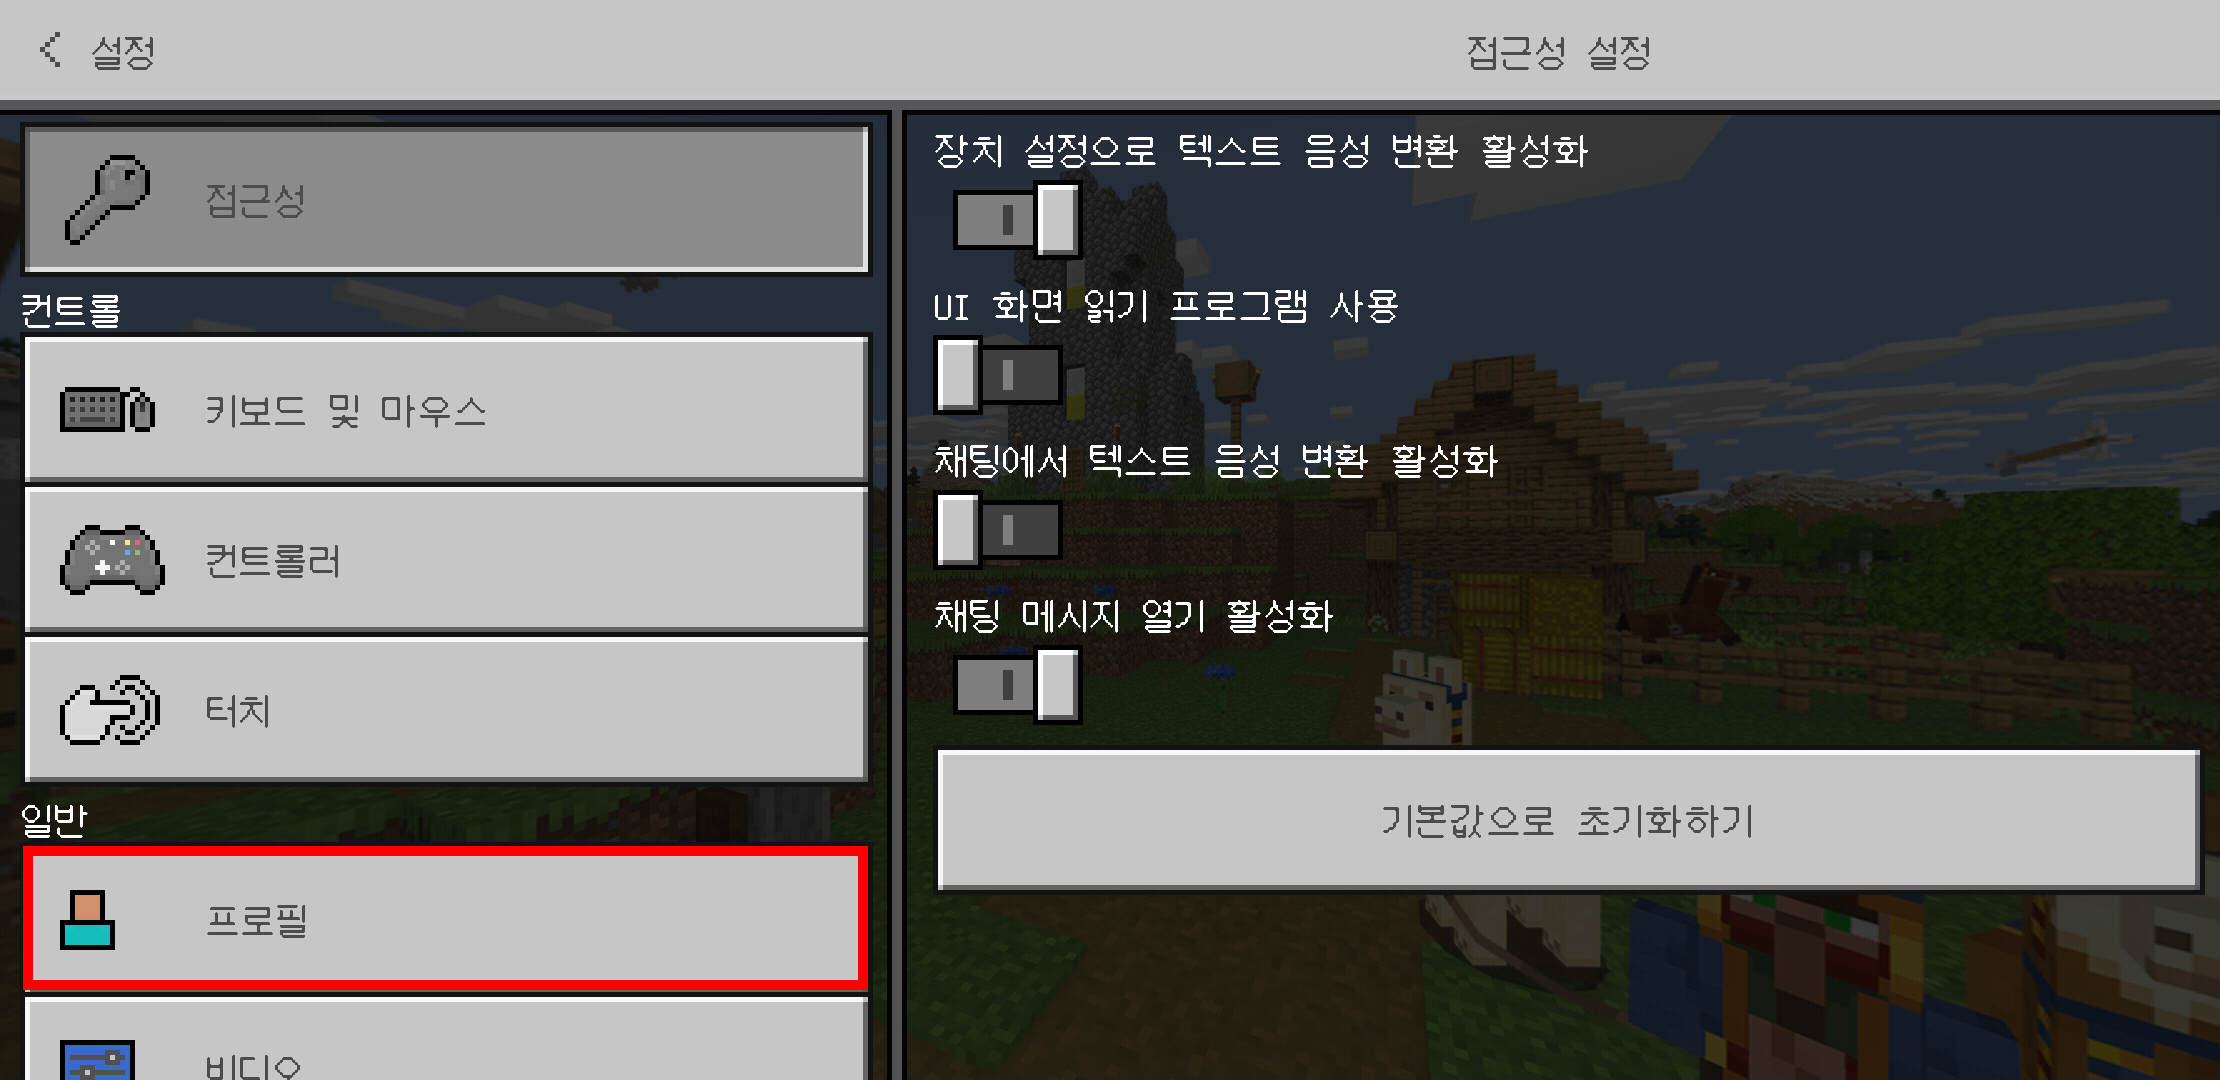 설정
접근성 설정
접근성
컨트롤
키보드 및 마우스
컨트롤러
터치
일반
프로필
비디오
장치 설정으로 텍스트 음성 변환 활성화
UI 화면 읽기 프로그램 사용
채팅에서 텍스트 음성 변환 활성화
채팅 메시지 열기 활성화
기본값으로 초기화하기